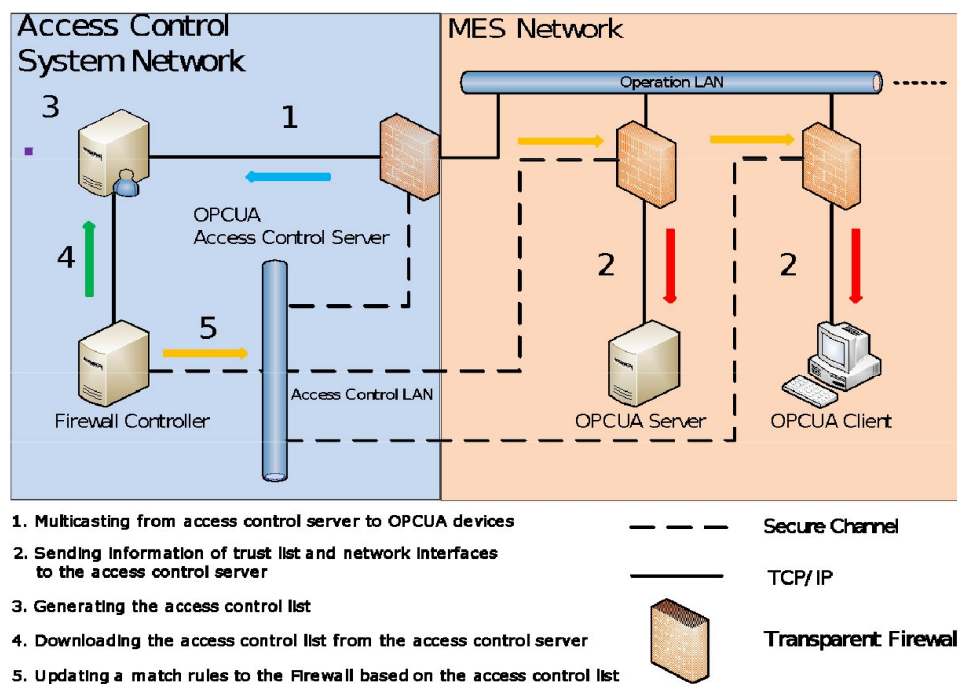 Access Control
System Network
MES Network
Operation LAN
3
1
OPCUA
Access Control Server
4
2
2
5
Access Control LAN
Firewall Controller
OPCUA Server
OPCUA Client
1. Multicasting from access control server to OPCUA devices
2. Sending Information of trust list and network interfaces
to the access control server
3. Generating the access control list
4. Downloading the access control list from the access control server
5. Updating a match rules to the Firewall based on the access control list
Secure Channel
TCP/IP
Transparent Firewall